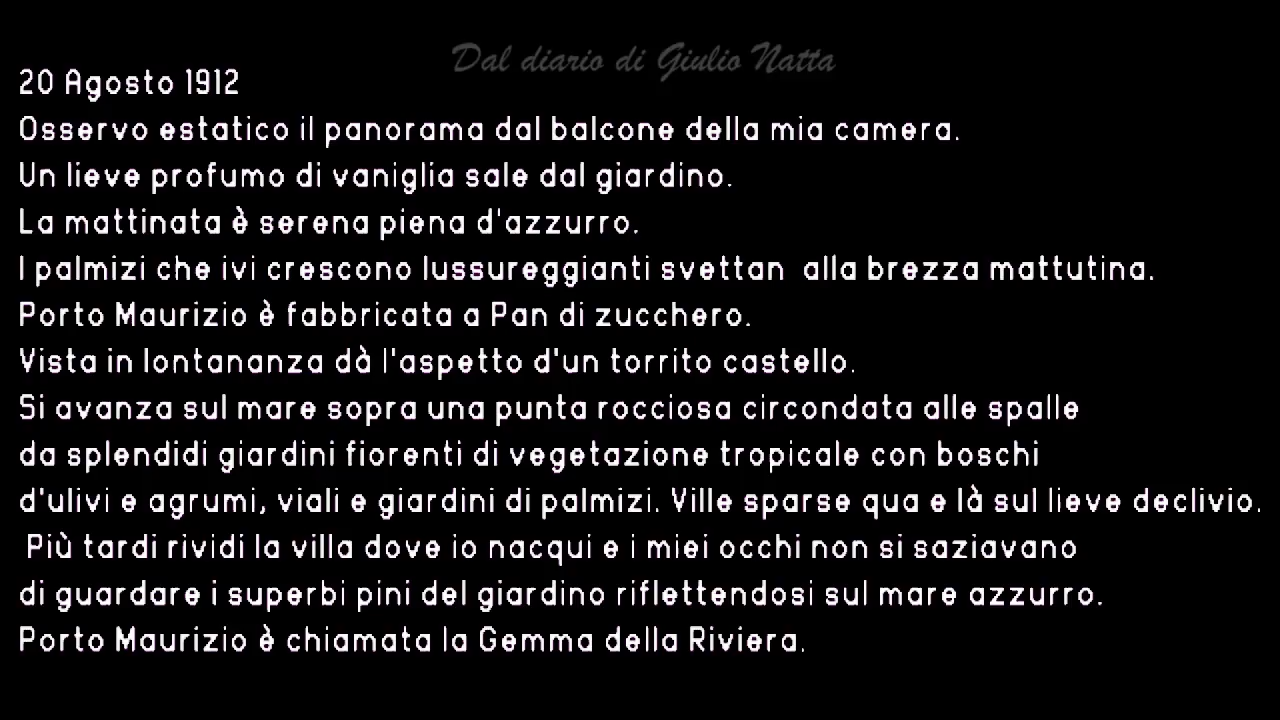 Dal diario di Giulio Natta
20 Agosto 1912
Osservo estatico il panorama dal balcone della mia camera.
Un lieve profumo di vaniglia sale dal giardino.
La mattinata è serena piena d'azzurro.
I palmizi che ivi crescono lussureggianti svettan  alla brezza mattutina.
Porto Maurizio è fabbricata a Pan di zucchero.
Vista in lontananza dà l'aspetto d'un torrito castello.
Si avanza sul mare sopra una punta rocciosa circondata alle spalle
da splendidi giardini fiorenti di vegetazione tropicale con boschi
d'ulivi e agrumi, viali e giardini di palmizi. Ville sparse qua e là sul lieve declivio.
Più tardi rividi la villa dove io nacqui e i miei occhi non si saziavano
di guardare i superbi pini del giardino riflettendosi sul mare azzurro.
Porto Maurizio è chiamata la Gemma della Riviera.